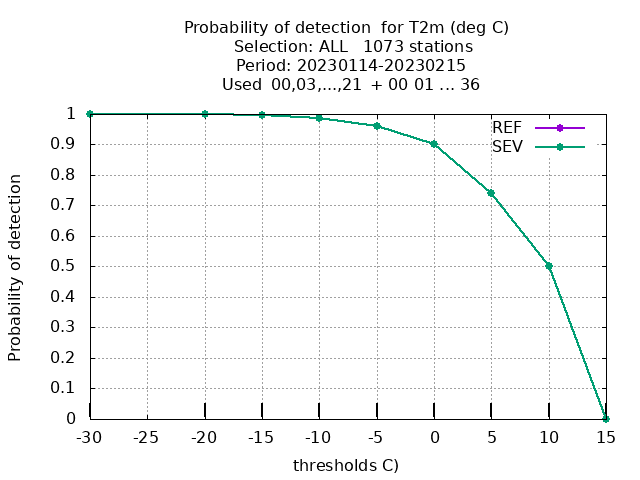 Probability of detection  for T2m (deg C)
Selection: ALL   1073 stations
Period: 20230114-20230215
Used  00,03,...,21  + 00 01 ... 36
REF
SEV
Probability of detection
1
0.9
0.8
0.7
0.6
0.5
0.4
0.3
0.2
0.1
0
-30 -25 -20 -15 -10 -5 0 5 10 15
thresholds C)